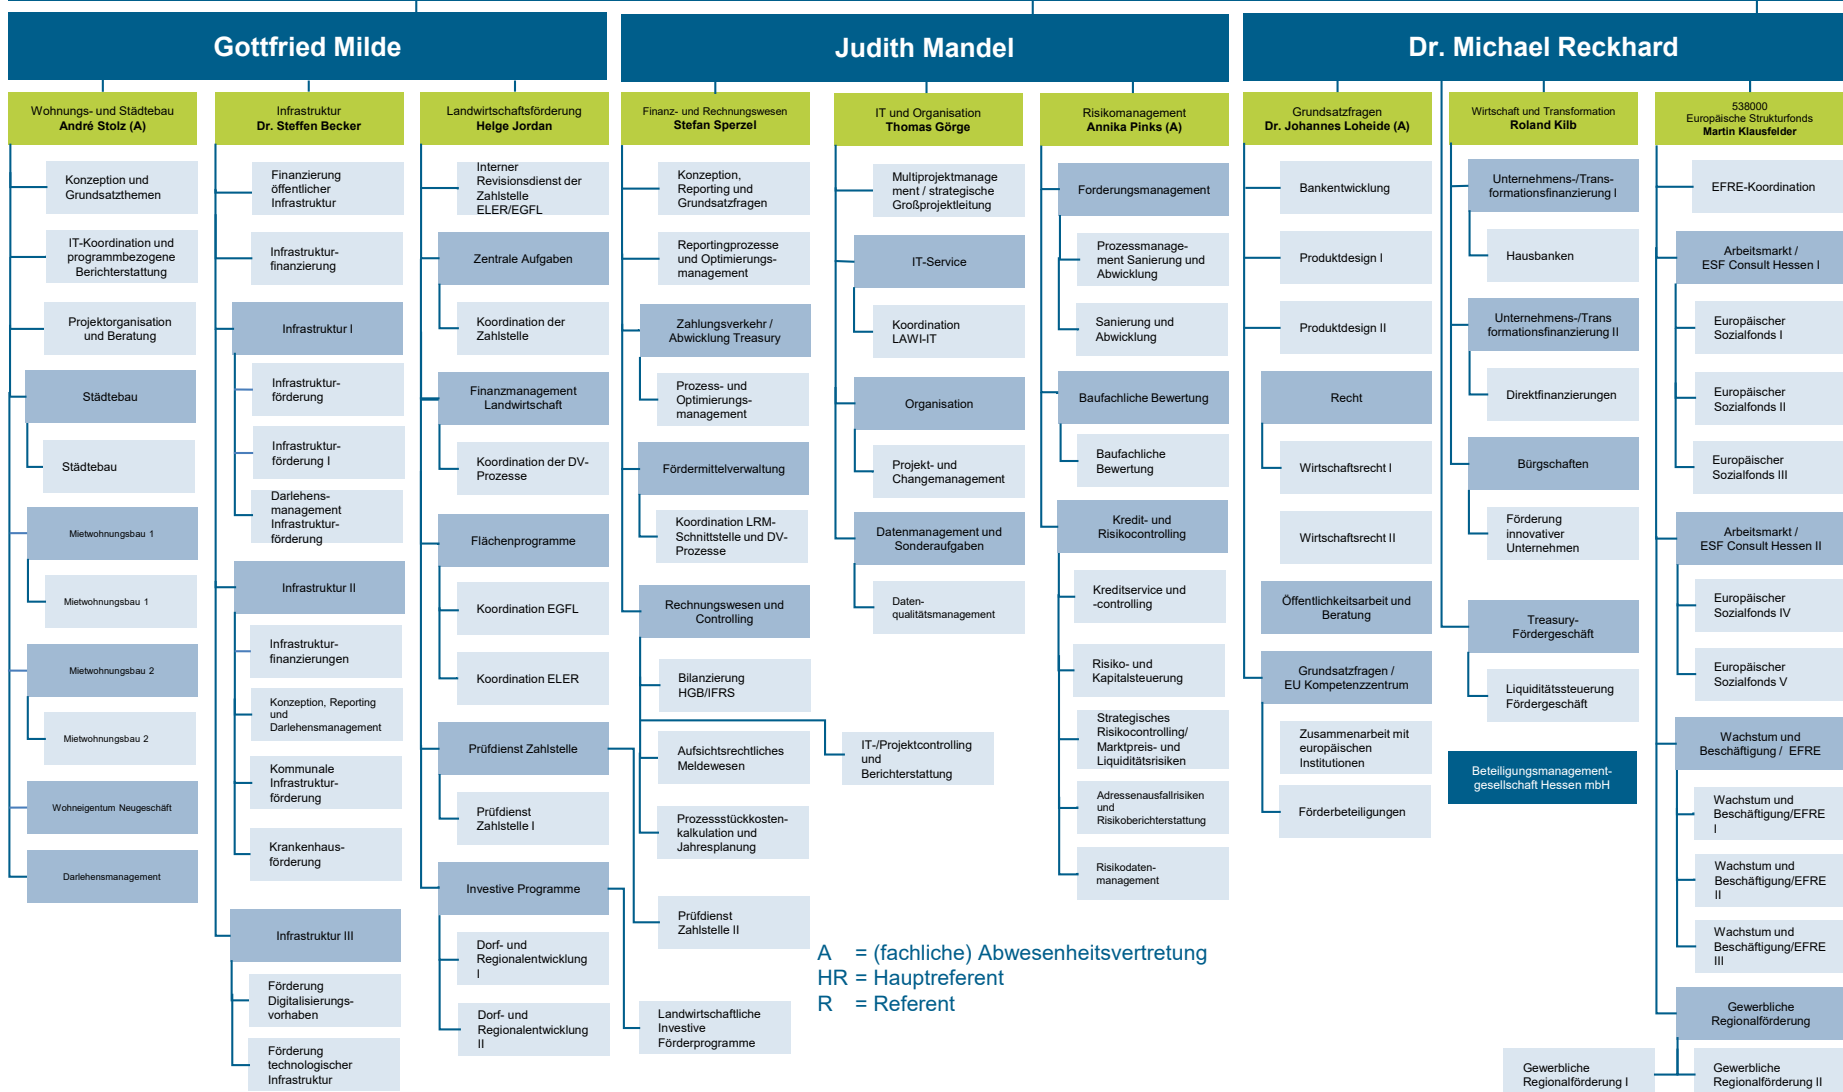 Gottfried Milde
Judith Mandel
Dr. Michael Reckhard
Wohnungs- und Städtebau
André Stolz (A)
Konzeption und
Grundsatzthemen
IT-Koordination und
programmbezogene
Berichterstattung
Projektorganisation
und Beratung
Städtebau
Städtebau
Mietwohnungsbau 1
Mietwohnungsbau 1
Mietwohnungsbau 2
Mietwohnungsbau 2
Wohneigentum Neugeschäft
Darlehensmanagement
Infrastruktur
Dr. Steffen Becker
Finanzierung
öffentlicher
Infrastruktur
Infrastruktur-
finanzierung
Infrastruktur I
Infrastruktur-
förderung
Infrastruktur-
förderung I
Darlehens-
management
Infrastruktur-
förderung
Infrastruktur II
Infrastruktur-
finanzierungen
Konzeption, Reporting
und
Darlehensmanagement
Kommunale
Infrastruktur-
förderung
Krankenhaus-
förderung
Infrastruktur III
Förderung
Digitalisierungs-
vorhaben
Förderung
technologischer
Infrastruktur
Landwirtschaftsförderung
Helge Jordan
Interner
Revisionsdienst der
Zahlstelle
ELER/EGFL
Zentrale Aufgaben
Koordination der
Zahlstelle
Finanzmanagement
Landwirtschaft
Koordination der DV-
Prozesse
Flächenprogramme
Koordination EGFL
Koordination ELER
Prüfdienst Zahlstelle
Prüfdienst
Zahlstelle I
Investive Programme
Dorf- und
Regionalentwicklung
I
Dorf- und
Regionalentwicklung
II
Finanz- und Rechnungswesen
Stefan Sperzel
Konzeption,
Reporting und
Grundsatzfragen
Reportingprozesse
und Optimierungs-
management
Zahlungsverkehr /
Abwicklung Treasury
Prozess- und
Optimierungs-
management
Fördermittelverwaltung
Koordination LRM-
Schnittstelle und DV-
Prozesse
Rechnungswesen und
Controlling
Bilanzierung
HGB/IFRS
Aufsichtsrechtliches
Meldewesen
Prozessstückkosten-
kalkulation und
Jahresplanung
Prüfdienst
Zahlstelle II
Landwirtschaftliche
Investive
Förderprogramme
IT und Organisation
Thomas Görge
Multiprojektmanage
ment / strategische
Großprojektleitung
IT-Service
Koordination
LAWI-IT
Organisation
Projekt- und
Changemanagement
Datenmanagement und
Sonderaufgaben
Daten-
qualitätsmanagement
IT-/Projektcontrolling
und
Berichterstattung
Risikomanagement
Annika Pinks (A)
Forderungsmanagement
Prozessmanage-
ment Sanierung und
Abwicklung
Sanierung und
Abwicklung
Baufachliche Bewertung
Baufachliche
Bewertung
Kredit- und
Risikocontrolling
Kreditservice und
-controlling
Risiko- und
Kapitalsteuerung
Strategisches
Risikocontrolling/
Marktpreis- und
Liquiditätsrisiken
Adressenausfallrisiken
und
Risikoberichterstattung
Risikodaten-
management
A = (fachliche) Abwesenheitsvertretung
HR = Hauptreferent
R = Referent
Grundsatzfragen
Dr. Johannes Loheide (A)
Bankentwicklung
Produktdesign I
Produktdesign II
Recht
Wirtschaftsrecht I
Wirtschaftsrecht II
Öffentlichkeitsarbeit und
Beratung
Grundsatzfragen /
EU Kompetenzzentrum
Zusammenarbeit mit
europäischen
Institutionen
Förderbeteiligungen
Wirtschaft und Transformation
Roland Kilb
Unternehmens-/Trans-
formationsfinanzierung I
Hausbanken
Unternehmens-/Trans
formationsfinanzierung II
Direktfinanzierungen
Bürgschaften
Förderung
innovativer
Unternehmen
Treasury-
Fördergeschäft
Liquiditätssteuerung
Fördergeschäft
Beteiligungsmanagement-
gesellschaft Hessen mbH
538000
Europäische Strukturfonds
Martin Klausfelder
EFRE-Koordination
Arbeitsmarkt /
ESF Consult Hessen I
Europäischer
Sozialfonds I
Europäischer
Sozialfonds II
Europäischer
Sozialfonds III
Arbeitsmarkt /
ESF Consult Hessen II
Europäischer
Sozialfonds IV
Europäischer
Sozialfonds V
Wachstum und
Beschäftigung / EFRE
Wachstum und
Beschäftigung/EFRE
I
Wachstum und
Beschäftigung/EFRE
II
Wachstum und
Beschäftigung/EFRE
III
Gewerbliche
Regionalförderung
Gewerbliche
Regionalförderung I
Gewerbliche
Regionalförderung II